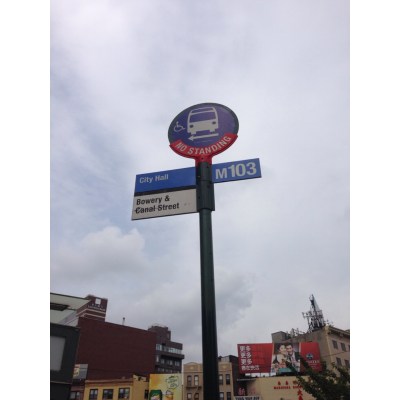 NO STANDING
City Hall
M103
Bowery &
Canal Street